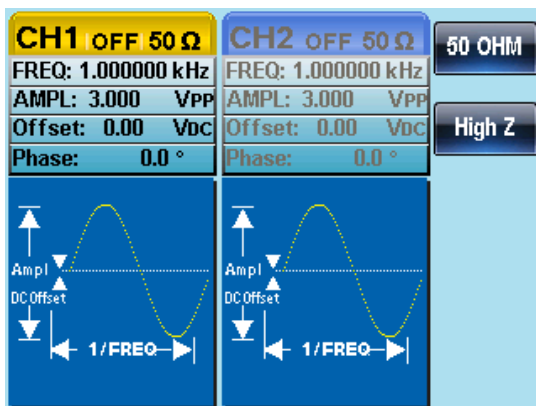 CH1 OFF 50 Ω
FREQ: 1.000000 kHz
AMPL: 3.000 VPP
Offset: 0.00 VDC
Phase: 0.0 °
Ampl
DC Offset
1/FREQ
CH2 OFF 50 Ω
FREQ: 1.000000 kHz
AMPL: 3.000 VPP
Offset: 0.00 VDC
Phase: 0.0 °
Ampl
DC Offset
1/FREQ
50 OHM
High Z